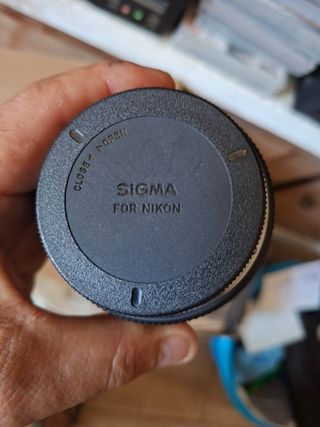 CLOSE OPEN
SIGMA
FOR NIKON